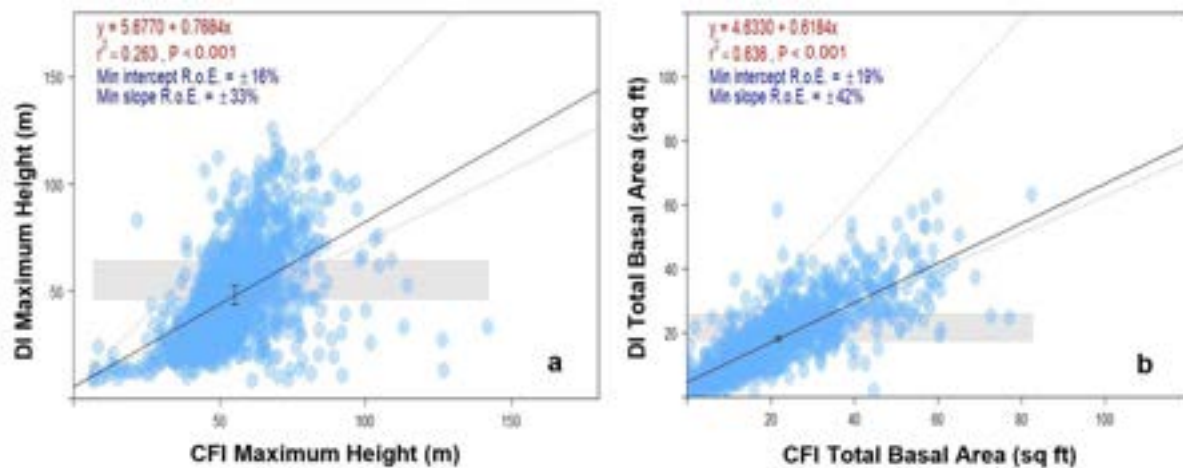 y = 5.6770 + 0.7684x
r² = 0.263 , P < 0.001
Min intercept R.o.E. = ±16%
Min slope R.o.E. = ±33%
150
100
50
50
100
150
DI Maximum Height (m)
CFI Maximum Height (m)
a
y = 4.6330 + 0.6184x
r² = 0.636 , P < 0.001
Min intercept R.o.E. = ±19%
Min slope R.o.E. = ±42%
100
80
60
40
20
20
40
60
80
100
DI Total Basal Area (sq ft)
CFI Total Basal Area (sq ft)
b